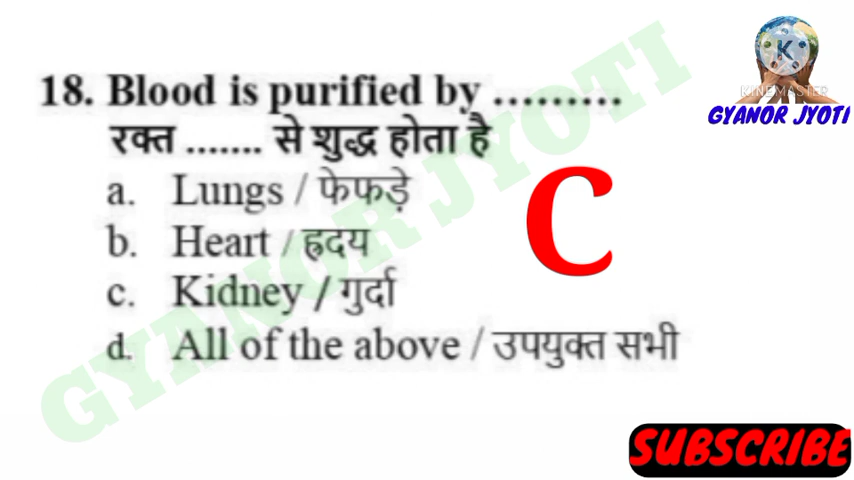 18. Blood is purified by .........
रक्त ....... से शुद्ध होता है
a. Lungs / फेफड़े
b. Heart / ह्रदय
c. Kidney / गुर्दा
d. All of the above / उपयुक्त सभी
C
GYANOR JYOTI
K
KINEMASTER
GYANOR JYOTI
SUBSCRIBE